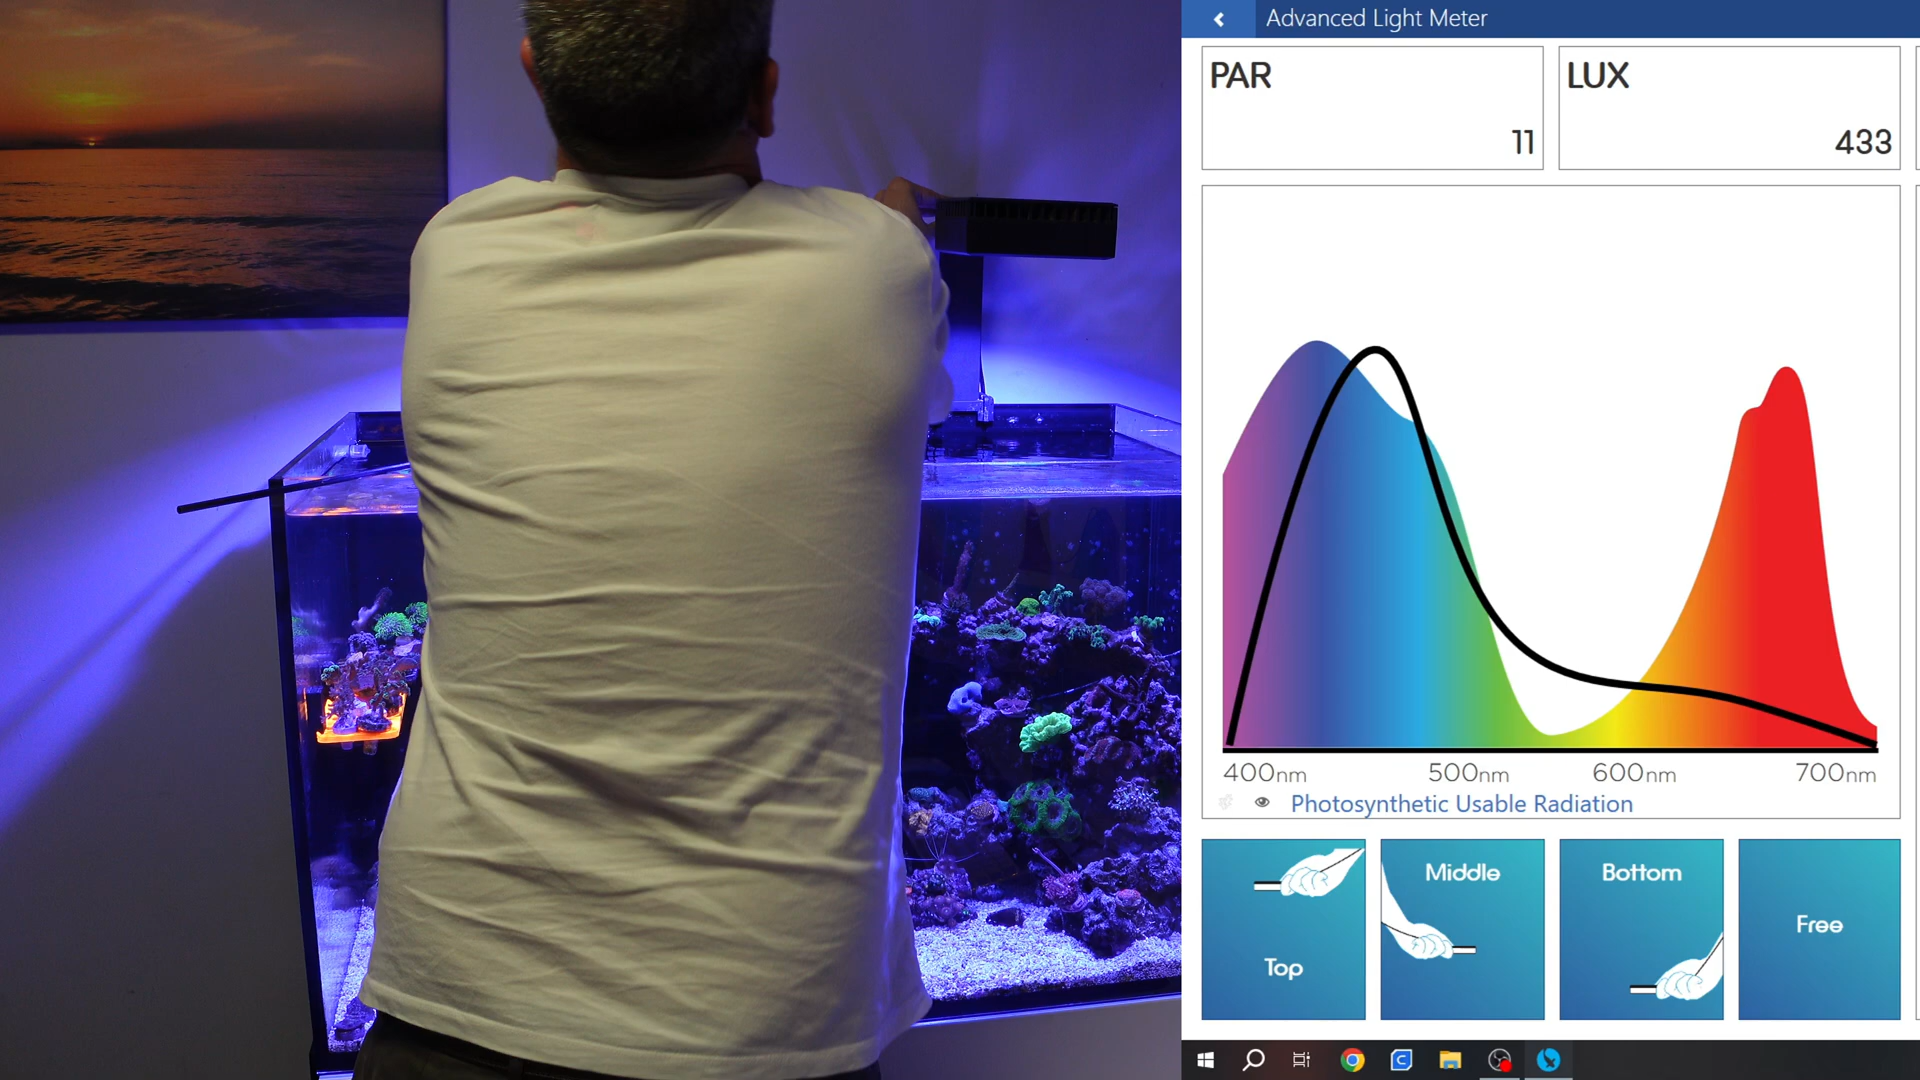 Advanced Light Meter
PAR
11
LUX
433
400nm 500nm 600nm 700nm
Photosynthetic Usable Radiation
Top
Middle
Bottom
Free